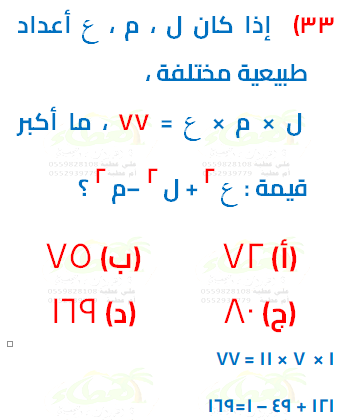 ٣٣) إذا كان ل ، م ، ع أعداد
طبيعية مختلفة ،
ل × م × ع = ٧٧ ، ما أكبر
قيمة : ع ٢ + ل ٢ – م ٢ ؟
(أ) ٧٢ (ب) ٧٥
(ج) ٨٠ (د) ١٦٩
١ × ٧ × ١١ = ٧٧
١٢١ + ٤٩ – ١ = ١٦٩